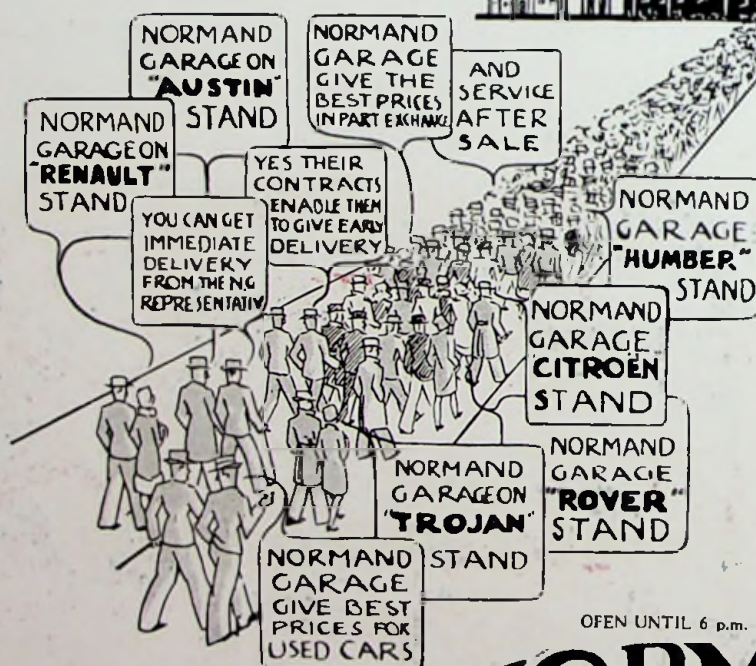 NORMAND
GARAGE ON
"AUSTIN"
STAND
NORMAND
GARAGE
GIVE THE
BEST PRICES
IN PART EXCHANGE
AND
SERVICE
AFTER
SALE
NORMAND
GARAGE ON
"RENAULT"
STAND
YES THEIR
CONTRACTS
ENABLE THEM
TO GIVE EARLY
DELIVERY
YOU CAN GET
IMMEDIATE
DELIVERY
FROM THE NG
REPRESENTATIV
NORMAND
GARAGE
"HUMBER"
STAND
NORMAND
GARAGE
"CITROËN
STAND
NORMAND
GARAGE
"ROVER"
STAND
NORMAND
GARAGE ON
"TROJAN"
STAND
NORMAND
GARAGE
GIVE BEST
PRICES FOR
USED CARS
OPEN UNTIL 6 p.m.